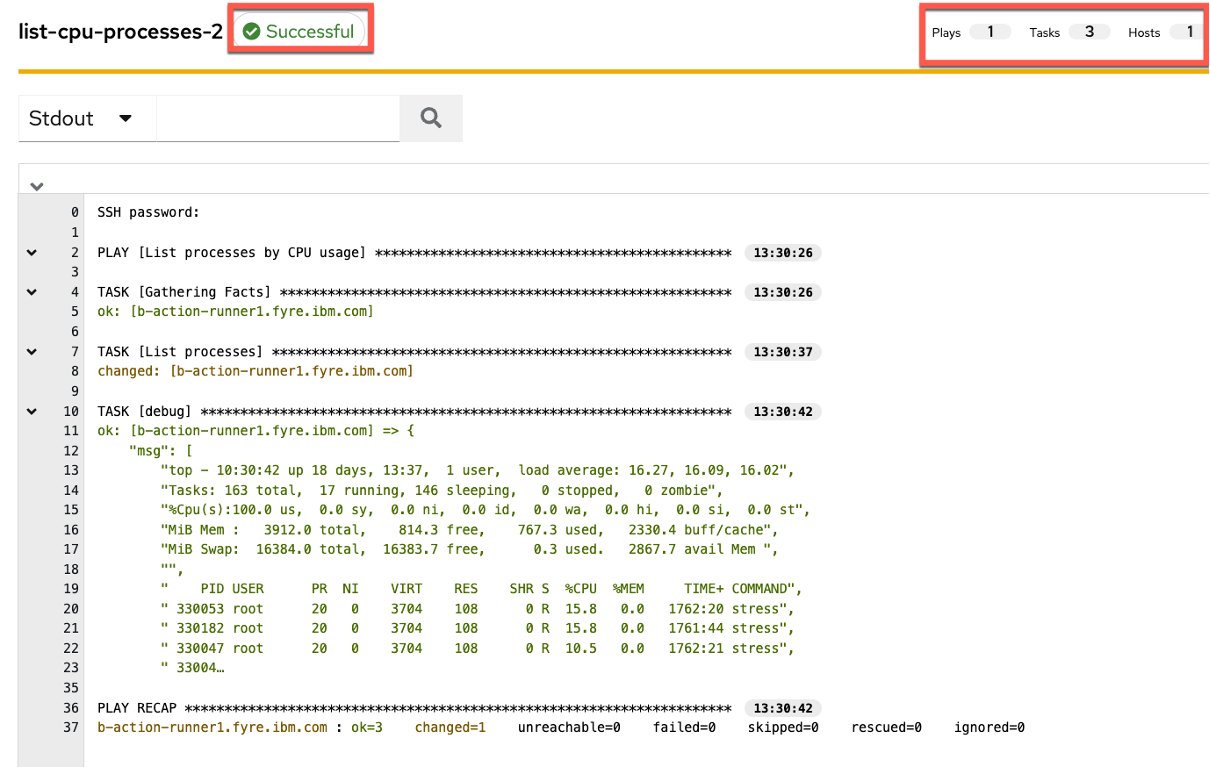 list-cpu-processes-2 Successful Plays 1 Tasks 3 Hosts 1
Stdout
0 SSH password:
1
2 PLAY [List processes by CPU usage] ********************************************* 13:30:26
3
4 TASK [Gathering Facts] ********************************************************* 13:30:26
5 ok: [b-action-runner1.fyre.ibm.com]
6
7 TASK [List processes] ********************************************************** 13:30:37
8 changed: [b-action-runner1.fyre.ibm.com]
9
10 TASK [debug] ******************************************************************* 13:30:42
11 ok: [b-action-runner1.fyre.ibm.com] => {
12     "msg": [
13         "top - 10:30:42 up 18 days, 13:37,  1 user,  load average: 16.27, 16.09, 16.02",
14         "Tasks: 163 total,  17 running, 146 sleeping,   0 stopped,   0 zombie",
15         "%Cpu(s):100.0 us,  0.0 sy,  0.0 ni,  0.0 id,  0.0 wa,  0.0 hi,  0.0 si,  0.0 st",
16         "MiB Mem :   3912.0 total,    814.3 free,    767.3 used,   2330.4 buff/cache",
17         "MiB Swap:  16384.0 total,  16383.7 free,      0.3 used.   2867.7 avail Mem ",
18         "",
19         "    PID USER      PR  NI    VIRT    RES    SHR S  %CPU  %MEM     TIME+ COMMAND",
20         " 330053 root      20   0    3704    108      0 R  15.8   0.0   1762:20 stress",
21         " 330182 root      20   0    3704    108      0 R  15.8   0.0   1761:44 stress",
22         " 330047 root      20   0    3704    108      0 R  10.5   0.0   1762:21 stress",
23         " 33004…
35
36 PLAY RECAP ********************************************************************* 13:30:42
37 b-action-runner1.fyre.ibm.com : ok=3    changed=1    unreachable=0    failed=0    skipped=0    rescued=0    ignored=0